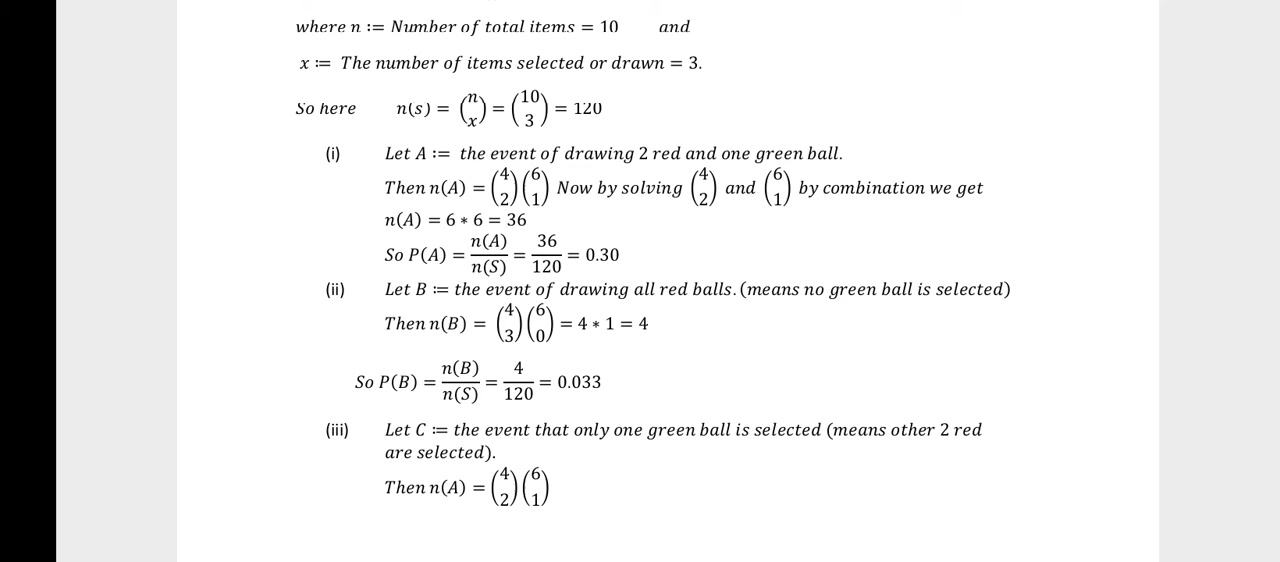 where n := Number of total items = 10 and
x := The number of items selected or drawn = 3.
So here n(s) = (n x) = (10 3) = 120
(i) Let A := the event of drawing 2 red and one green ball.
Then n(A) = (4 2)(6 1) Now by solving (4 2) and (6 1) by combination we get
n(A) = 6 * 6 = 36
So P(A) = n(A)/n(S) = 36/120 = 0.30
(ii) Let B := the event of drawing all red balls. (means no green ball is selected)
Then n(B) = (4 3)(6 0) = 4 * 1 = 4
So P(B) = n(B)/n(S) = 4/120 = 0.033
(iii) Let C := the event that only one green ball is selected (means other 2 red
are selected).
Then n(A) = (4 2)(6 1)